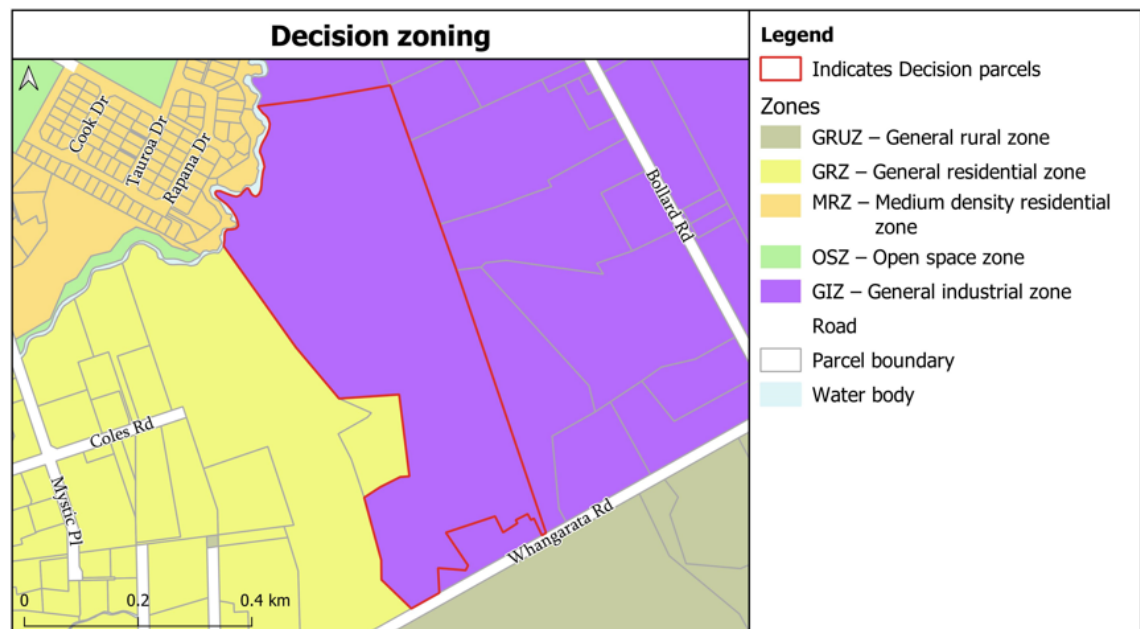 Decision zoning
Cook Dr
Tauroa Dr
Rapana Dr
Bollard Rd
Coles Rd
Mystic Pl
Whangarata Rd
0 0.2 0.4 km
Legend
Indicates Decision parcels
Zones
GRUZ – General rural zone
GRZ – General residential zone
MRZ – Medium density residential
zone
OSZ – Open space zone
GIZ – General industrial zone
Road
Parcel boundary
Water body